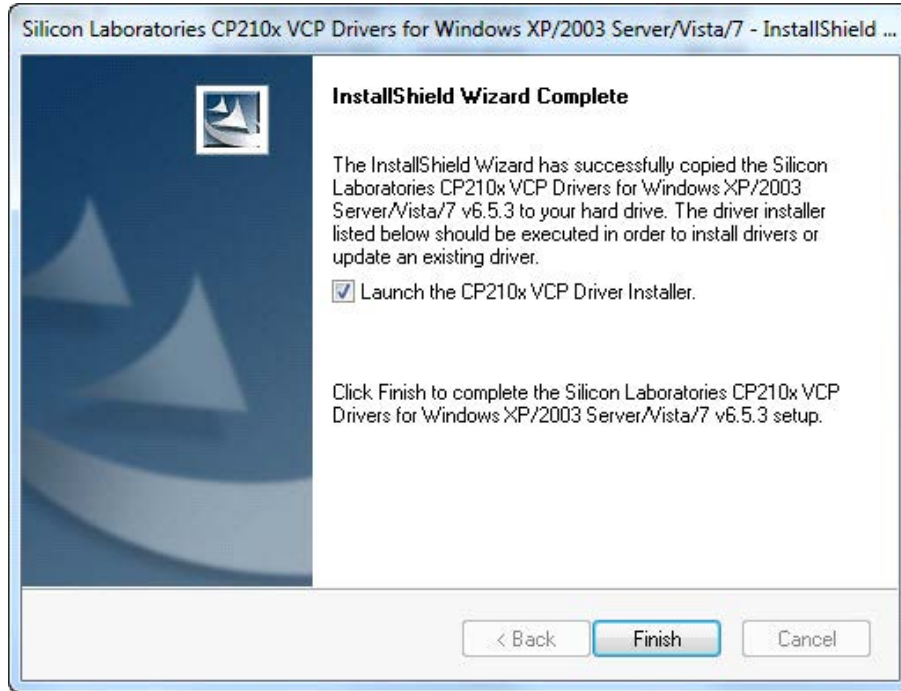 Silicon Laboratories CP210x VCP Drivers for Windows XP/2003 Server/Vista/7 - InstallShield ...
InstallShield Wizard Complete
The InstallShield Wizard has successfully copied the Silicon
Laboratories CP210x VCP Drivers for Windows XP/2003
Server/Vista/7 v6.5.3 to your hard drive. The driver installer
listed below should be executed in order to install drivers or
update an existing driver.
Launch the CP210x VCP Driver Installer.
Click Finish to complete the Silicon Laboratories CP210x VCP
Drivers for Windows XP/2003 Server/Vista/7 v6.5.3 setup.
< Back
Finish
Cancel